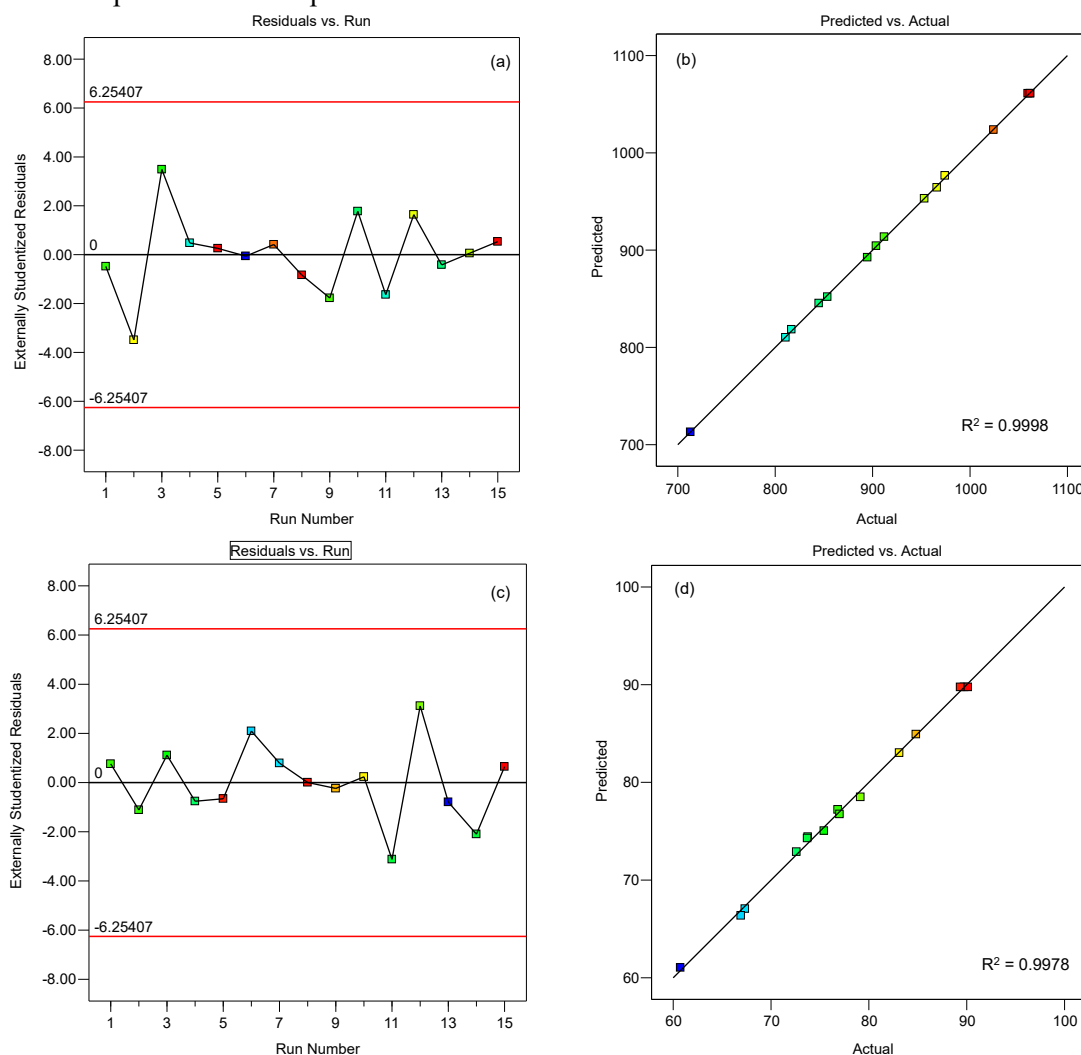 Residuals vs. Run
(a)
8.00
6.25407
6.00
4.00
2.00
0
0.00
-2.00
-4.00
-6.00
-6.25407
-8.00
1 3 5 7 9 11 13 15
Run Number
Externally Studentized Residuals
Predicted vs. Actual
(b)
1100
1000
900
800
700
R² = 0.9998
700 800 900 1000 1100
Actual
Predicted
Residuals vs. Run
(c)
8.00
6.25407
6.00
4.00
2.00
0
0.00
-2.00
-4.00
-6.00
-6.25407
-8.00
1 3 5 7 9 11 13 15
Run Number
Externally Studentized Residuals
Predicted vs. Actual
(d)
100
90
80
70
60
R² = 0.9978
60 70 80 90 100
Actual
Predicted